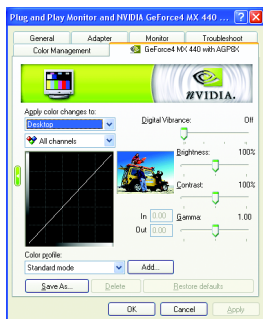 Plug and Play Monitor and NVIDIA GeForce4 MX 440 ...
General Adapter Monitor Troubleshoot
Color Management GeForce4 MX 440 with AGP8X
nVIDIA.
Apply color changes to:
Desktop
All channels
Digital Vibrance: Off
Brightness: 100%
Contrast: 100%
In 0.00 Gamma: 1.00
Out 0.00
Color profile:
Standard mode Add...
Save As... Delete Restore defaults
OK Cancel Apply